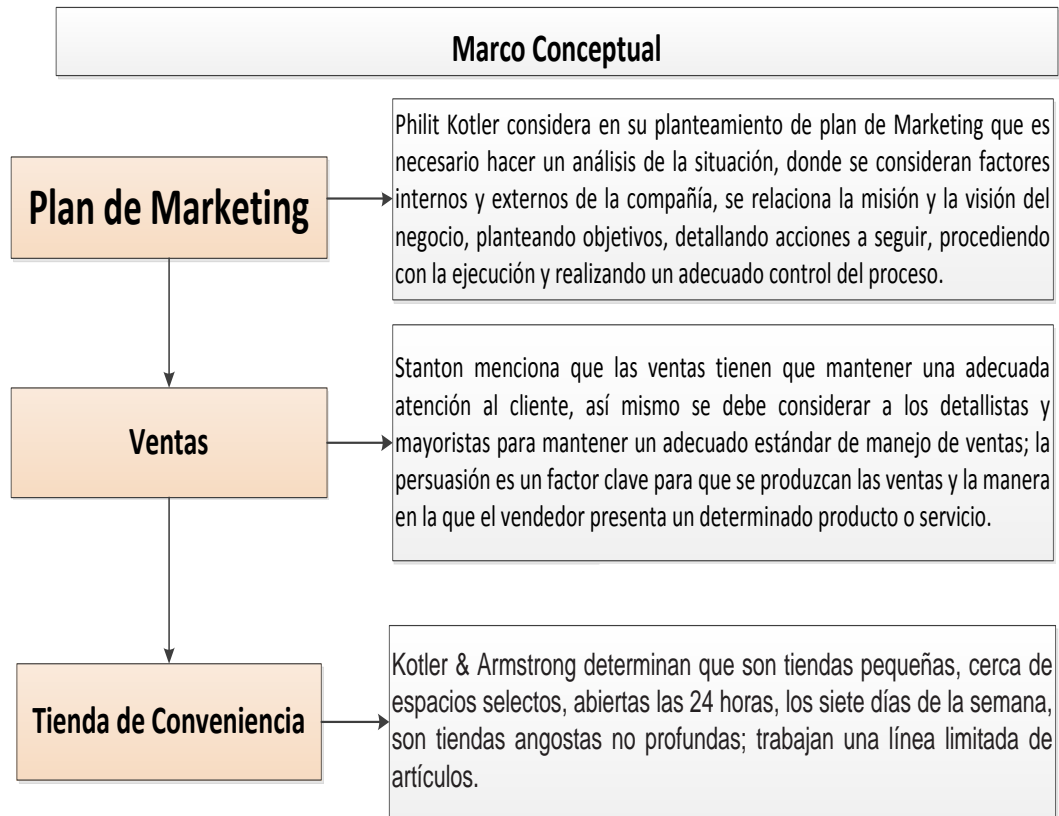 Marco Conceptual
Plan de Marketing
Philit Kotler considera en su planteamiento de plan de Marketing que es
necesario hacer un análisis de la situación, donde se consideran factores
internos y externos de la compañía, se relaciona la misión y la visión del
negocio, planteando objetivos, detallando acciones a seguir, procediendo
con la ejecución y realizando un adecuado control del proceso.
Ventas
Stanton menciona que las ventas tienen que mantener una adecuada
atención al cliente, así mismo se debe considerar a los detallistas y
mayoristas para mantener un adecuado estándar de manejo de ventas; la
persuasión es un factor clave para que se produzcan las ventas y la manera
en la que el vendedor presenta un determinado producto o servicio.
Tienda de Conveniencia
Kotler & Armstrong determinan que son tiendas pequeñas, cerca de
espacios selectos, abiertas las 24 horas, los siete días de la semana,
son tiendas angostas no profundas; trabajan una línea limitada de
artículos.